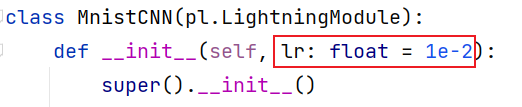 class MnistCNN(pl.LightningModule):
    def __init__(self, lr: float = 1e-2):
        super().__init__()